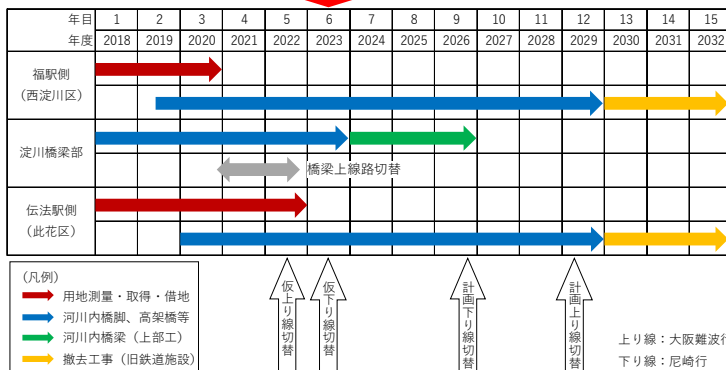 年目 1 2 3 4 5 6 7 8 9 10 11 12 13 14 15
年度 2018 2019 2020 2021 2022 2023 2024 2025 2026 2027 2028 2029 2030 2031 2032
福駅側
（西淀川区）
淀川橋梁部
橋梁上線路切替
伝法駅側
（此花区）
(凡例)
用地測量・取得・借地
河川内橋脚、高架橋等
河川内橋梁（上部工）
撤去工事（旧鉄道施設）
仮上り線切替
仮下り線切替
計画下り線切替
計画上り線切替
上り線：大阪難波行
下り線：尼崎行